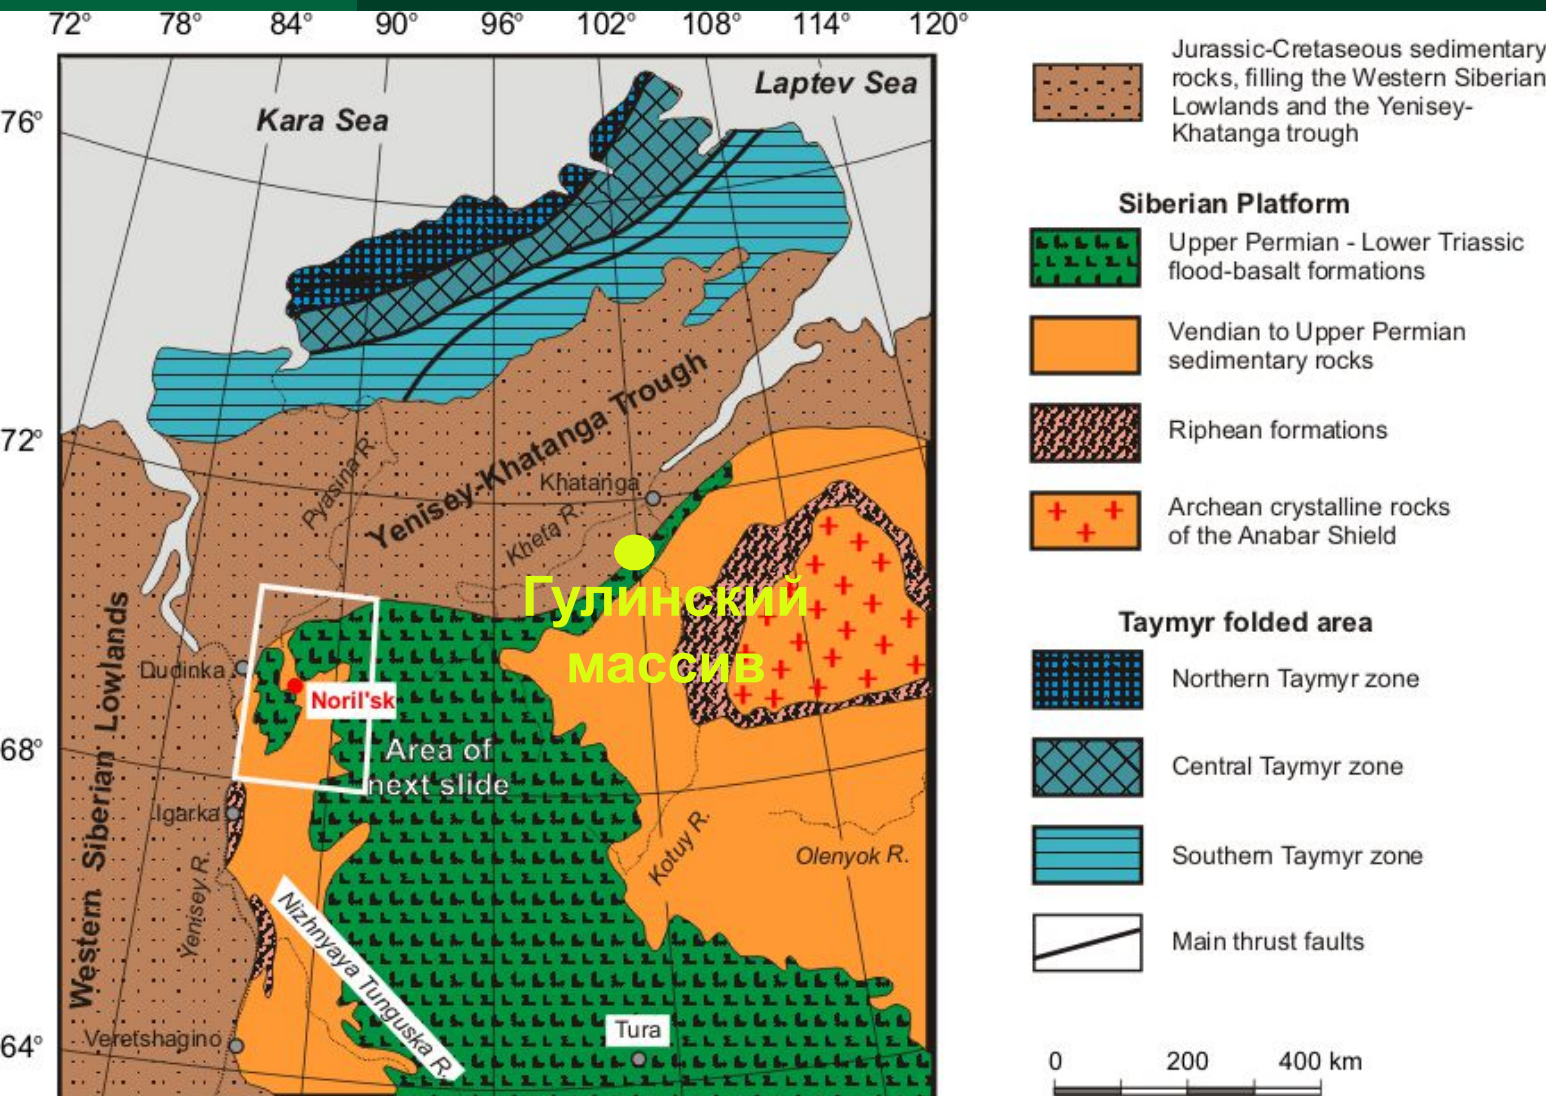 72° 78° 84° 90° 96° 102° 108° 114° 120°
76°
72°
68°
64°
Kara Sea
Laptev Sea
Yenisey-Khatanga Trough
Pyasina R.
Khatanga
Kheta R.
Гулинский
массив
Western Siberian Lowlands
Dudinka
Noril'sk
Area of
next slide
Igarka
Yenisey R.
Kotuy R.
Olenyok R.
Nizhnyaya Tunguska R.
Tura
Veretshagino
Jurassic-Cretaseous sedimentary
rocks, filling the Western Siberian
Lowlands and the Yenisey-
Khatanga trough
Siberian Platform
Upper Permian - Lower Triassic
flood-basalt formations
Vendian to Upper Permian
sedimentary rocks
Riphean formations
Archean crystalline rocks
of the Anabar Shield
Taymyr folded area
Northern Taymyr zone
Central Taymyr zone
Southern Taymyr zone
Main thrust faults
0 200 400 km